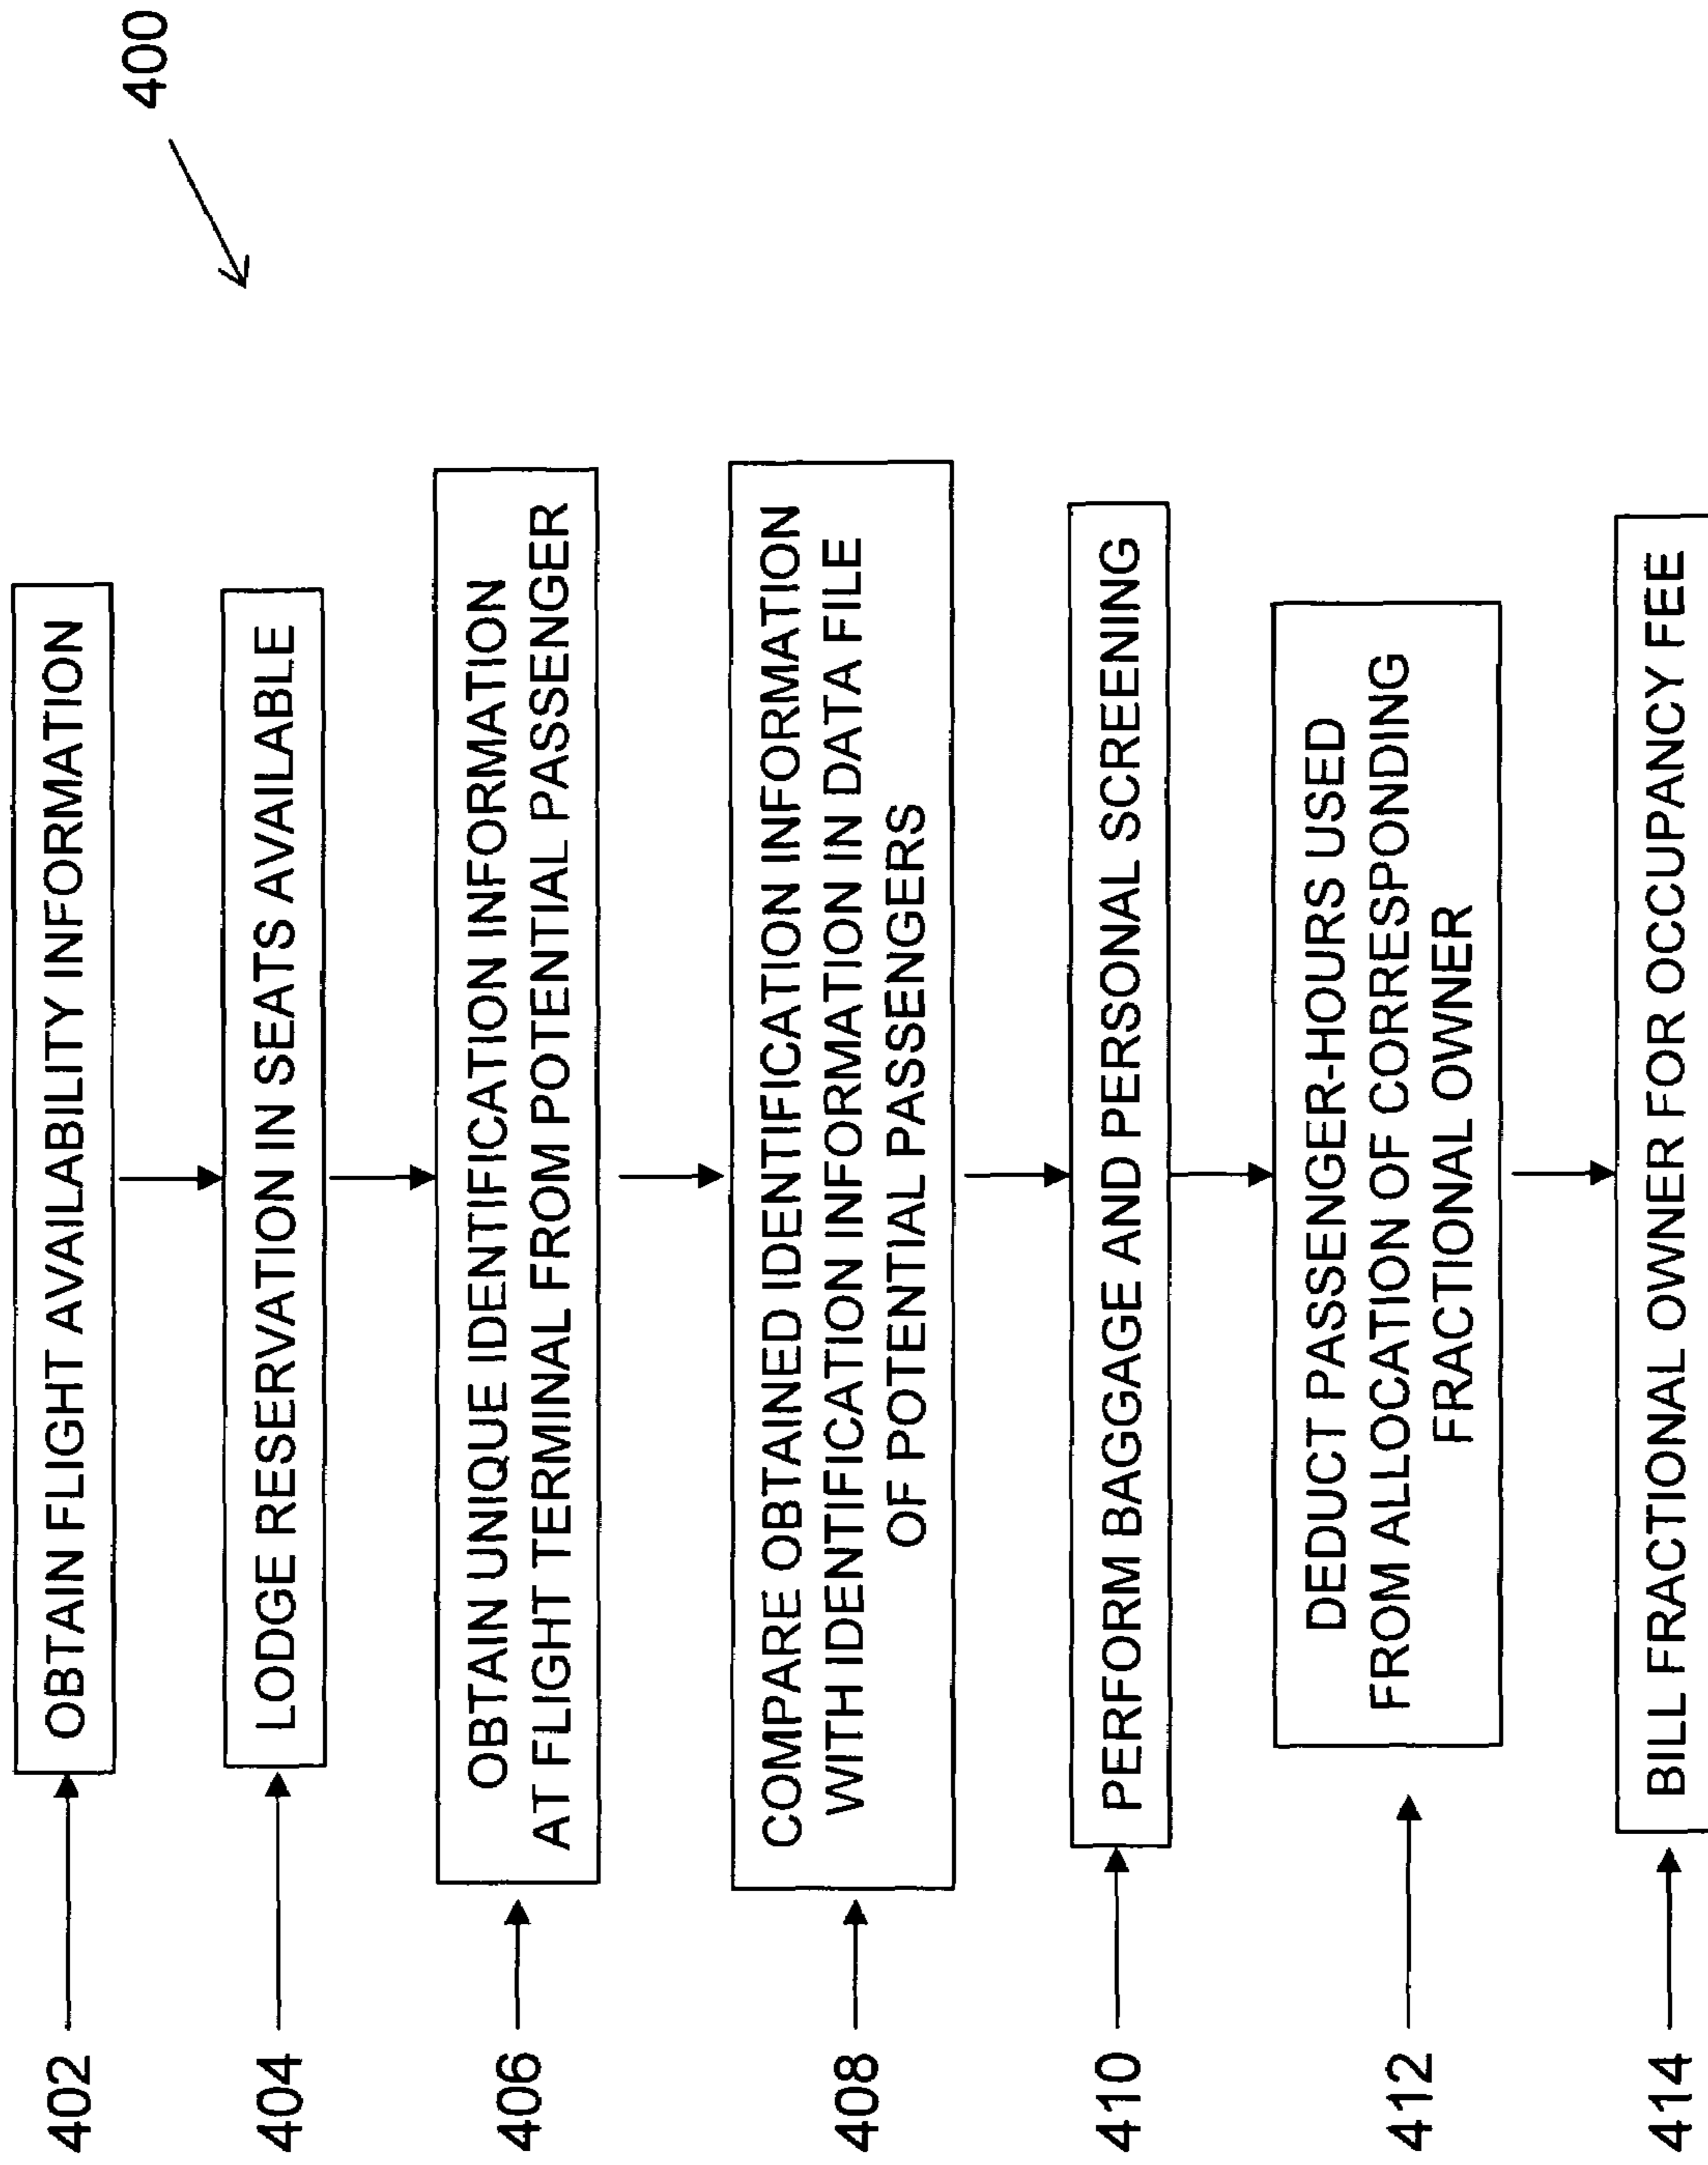 400
402
OBTAIN FLIGHT AVAILABILITY INFORMATION
404
LODGE RESERVATION IN SEATS AVAILABLE
406
OBTAIN UNIQUE IDENTIFICATION INFORMATION
AT FLIGHT TERMINAL FROM POTENTIAL PASSENGER
408
COMPARE OBTAINED IDENTIFICATION INFORMATION
WITH IDENTIFICATION INFORMATION IN DATA FILE
OF POTENTIAL PASSENGERS
410
PERFORM BAGGAGE AND PERSONAL SCREENING
412
DEDUCT PASSENGER-HOURS USED
FROM ALLOCATION OF CORRESPONDING
FRACTIONAL OWNER
414
BILL FRACTIONAL OWNER FOR OCCUPANCY FEE